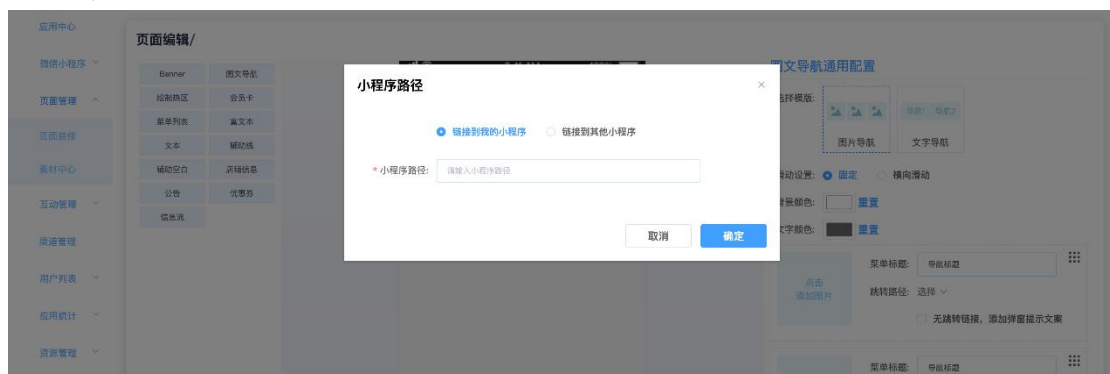 应用中心
微信小程序
页面管理
页面装修
素材中心
互动管理
渠道管理
用户列表
应用统计
资源管理
页面编辑/
Banner 图文导航
绘制热区 会员卡
菜单列表 富文本
文本 辅助线
辅助空白 店铺信息
公告 优惠券
信息流
小程序路径
×
链接到我的小程序 链接到其他小程序
* 小程序路径: 请输入小程序路径
取消 确定
图文导航通用配置
选择模版:
导航1 导航2
图片导航 文字导航
滑动设置: 固定 横向滑动
背景颜色: 重置
文字颜色: 重置
点击
添加图片
菜单标题: 导航标题
跳转路径: 选择
无跳转链接，添加弹窗提示文案
菜单标题: 导航标题